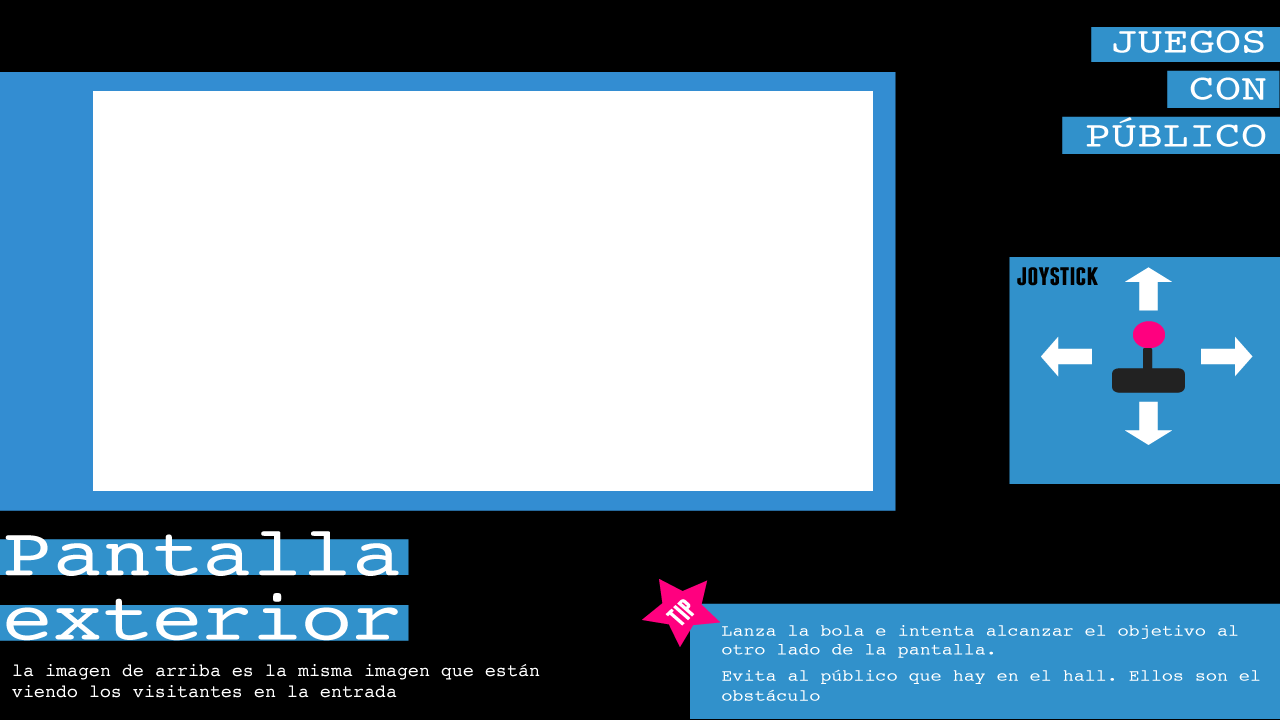 JUEGOS
CON
PÚBLICO
JOYSTICK
Pantalla
exterior
la imagen de arriba es la misma imagen que están
viendo los visitantes en la entrada
TIP
Lanza la bola e intenta alcanzar el objetivo al
otro lado de la pantalla.
Evita al público que hay en el hall. Ellos son el
obstáculo